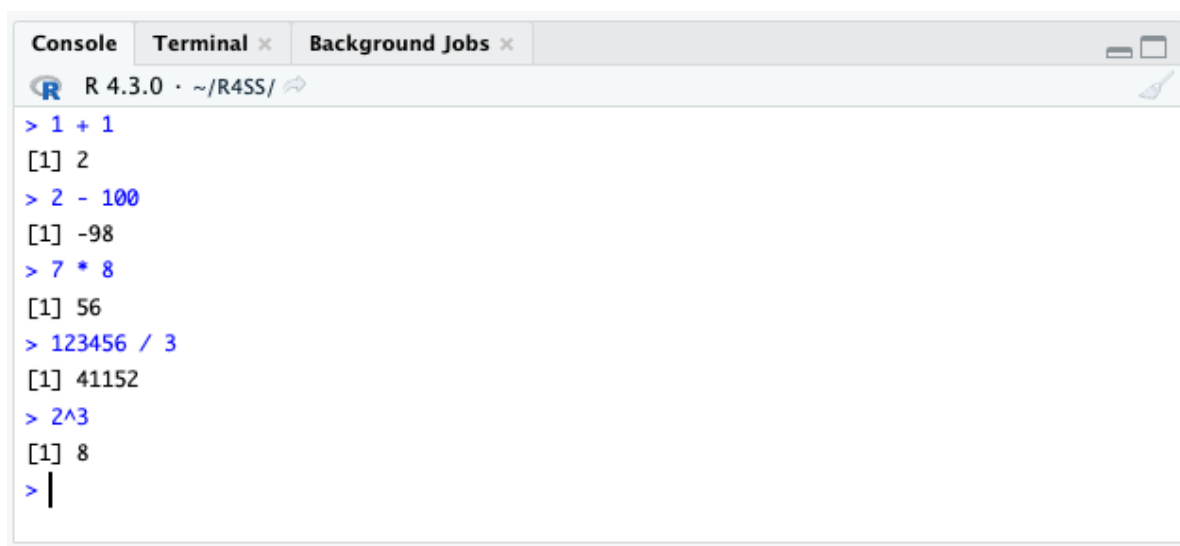 Console Terminal × Background Jobs ×
R R 4.3.0 · ~/R4SS/
> 1 + 1
[1] 2
> 2 - 100
[1] -98
> 7 * 8
[1] 56
> 123456 / 3
[1] 41152
> 2^3
[1] 8
>